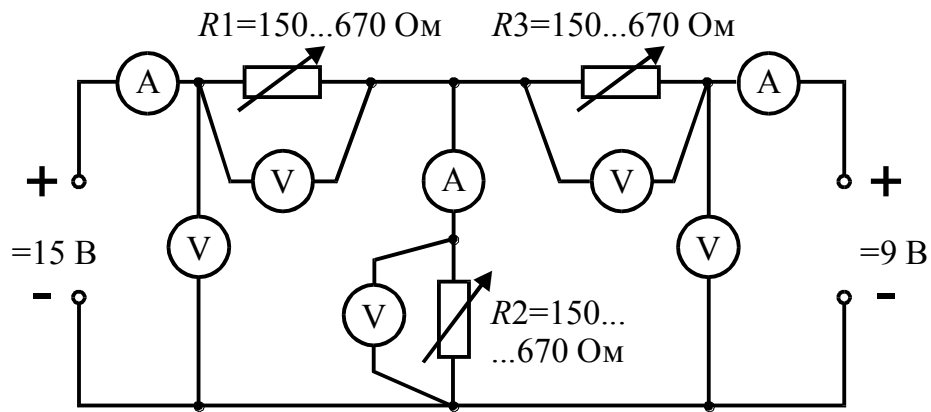 R1=150...670 Ом
R3=150...670 Ом
A
A
V
A
V
+
+
=15 В
V
V
=9 В
-
-
V
R2=150...
...670 Ом